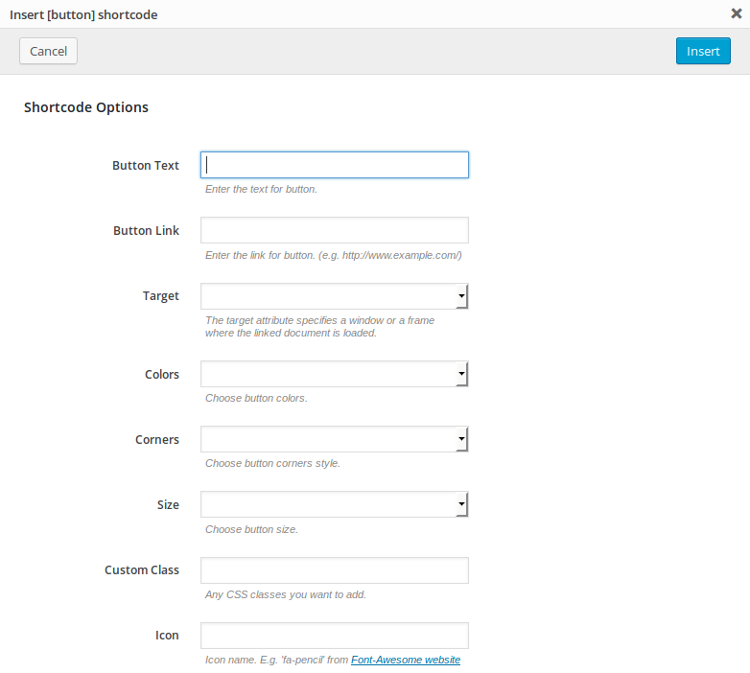 Insert [button] shortcode
Cancel
Insert
Shortcode Options
Button Text
Enter the text for button.
Button Link
Enter the link for button. (e.g. http://www.example.com/)
Target
The target attribute specifies a window or a frame
where the linked document is loaded.
Colors
Choose button colors.
Corners
Choose button corners style.
Size
Choose button size.
Custom Class
Any CSS classes you want to add.
Icon
Icon name. E.g. 'fa-pencil' from Font-Awesome website